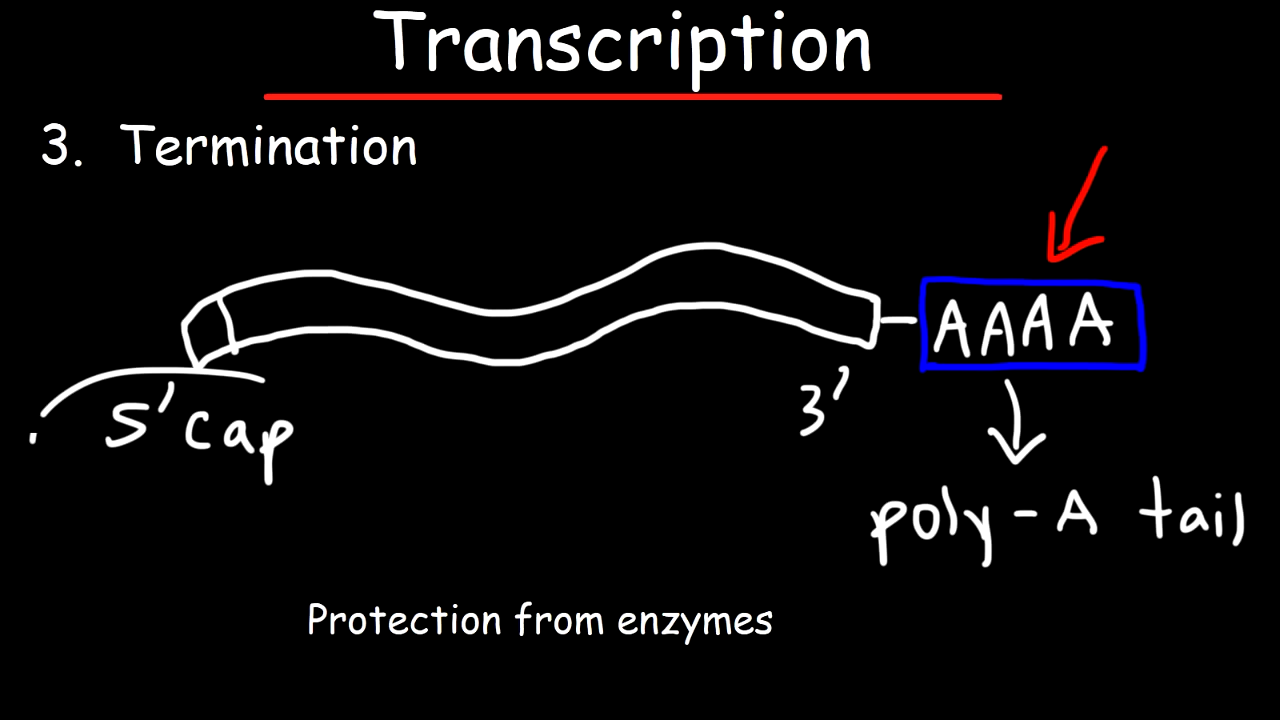 Transcription
3. Termination
AAAA
5' Cap
3'
poly-A tail
Protection from enzymes